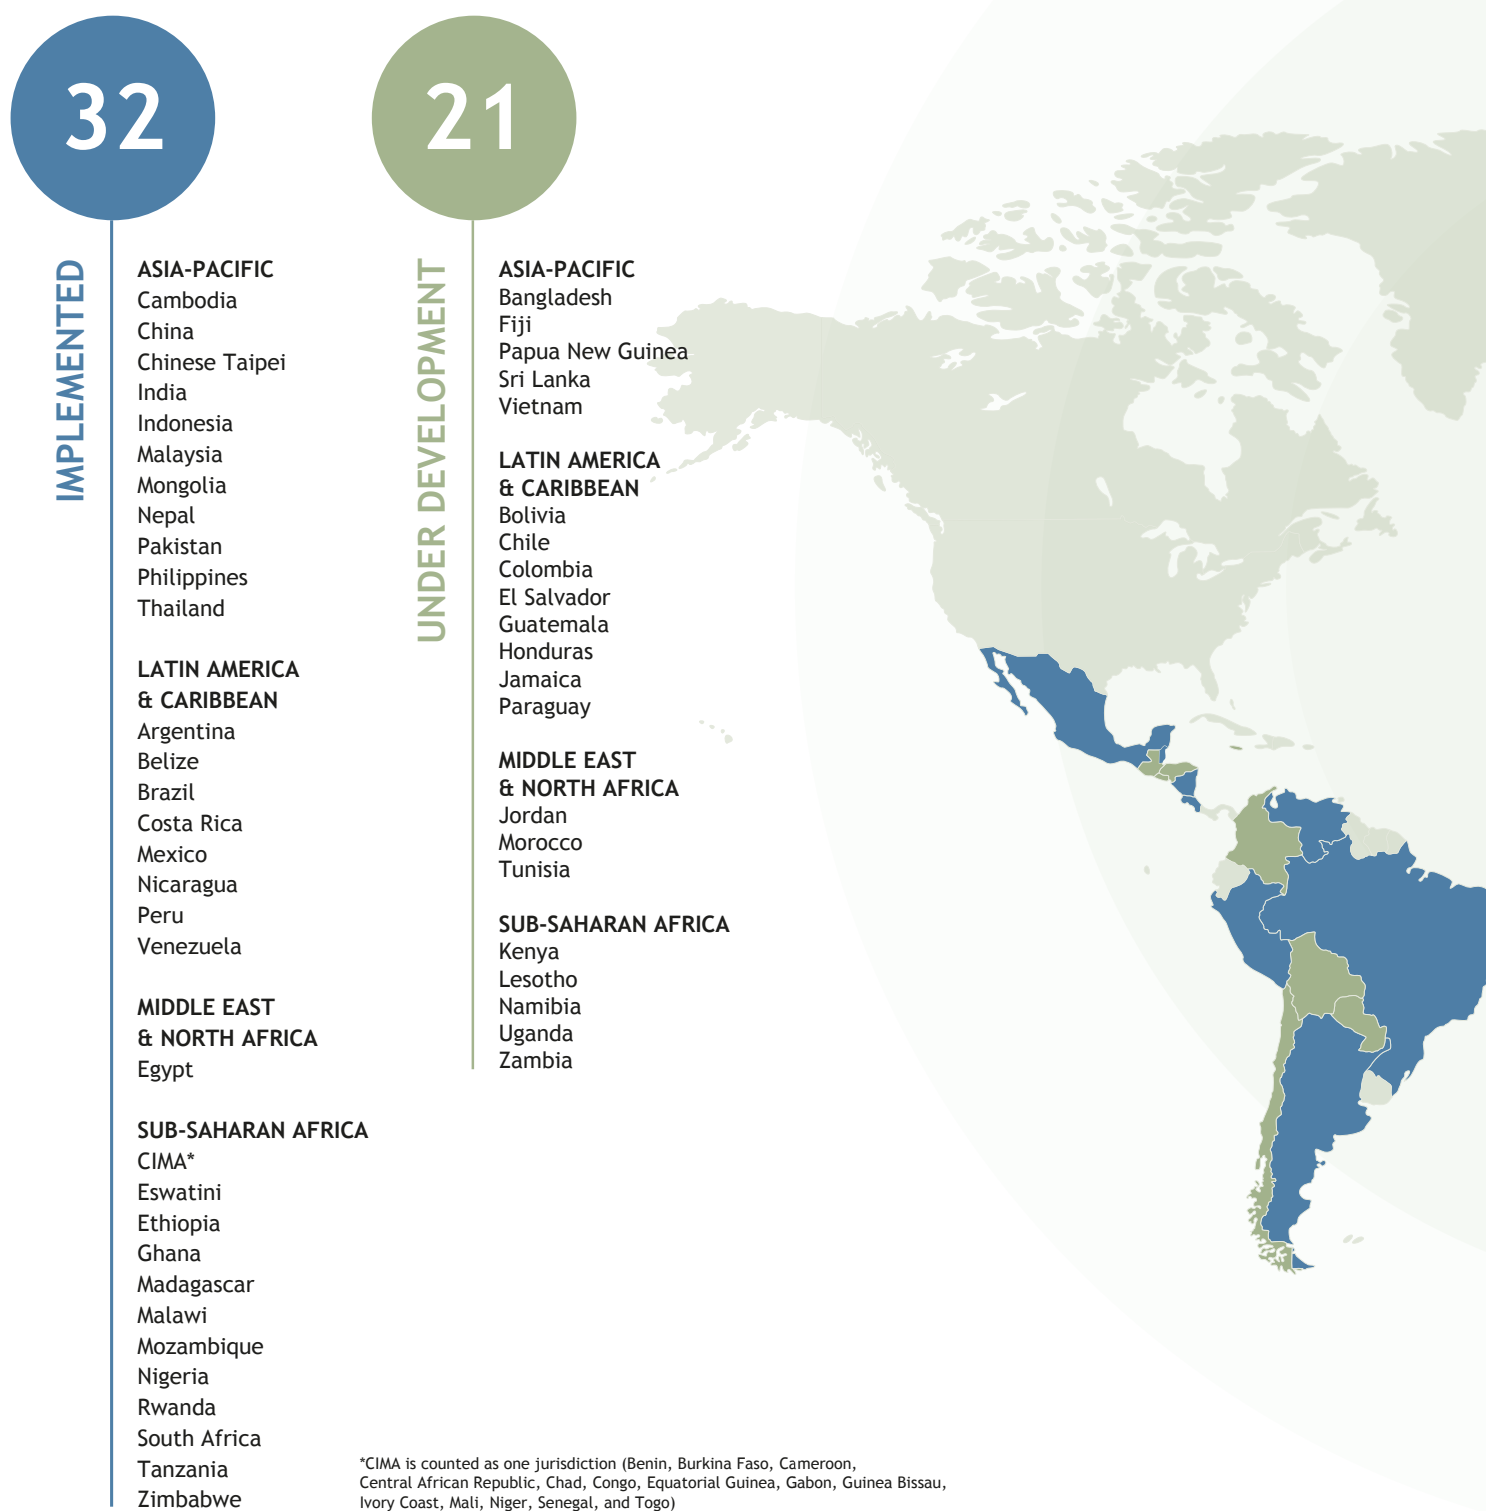 32
IMPLEMENTED
ASIA-PACIFIC
Cambodia
China
Chinese Taipei
India
Indonesia
Malaysia
Mongolia
Nepal
Pakistan
Philippines
Thailand
LATIN AMERICA
& CARIBBEAN
Argentina
Belize
Brazil
Costa Rica
Mexico
Nicaragua
Peru
Venezuela
MIDDLE EAST
& NORTH AFRICA
Egypt
SUB-SAHARAN AFRICA
CIMA*
Eswatini
Ethiopia
Ghana
Madagascar
Malawi
Mozambique
Nigeria
Rwanda
South Africa
Tanzania
Zimbabwe
21
UNDER DEVELOPMENT
ASIA-PACIFIC
Bangladesh
Fiji
Papua New Guinea
Sri Lanka
Vietnam
LATIN AMERICA
& CARIBBEAN
Bolivia
Chile
Colombia
El Salvador
Guatemala
Honduras
Jamaica
Paraguay
MIDDLE EAST
& NORTH AFRICA
Jordan
Morocco
Tunisia
SUB-SAHARAN AFRICA
Kenya
Lesotho
Namibia
Uganda
Zambia
*CIMA is counted as one jurisdiction (Benin, Burkina Faso, Cameroon,
Central African Republic, Chad, Congo, Equatorial Guinea, Gabon, Guinea Bissau,
Ivory Coast, Mali, Niger, Senegal, and Togo)